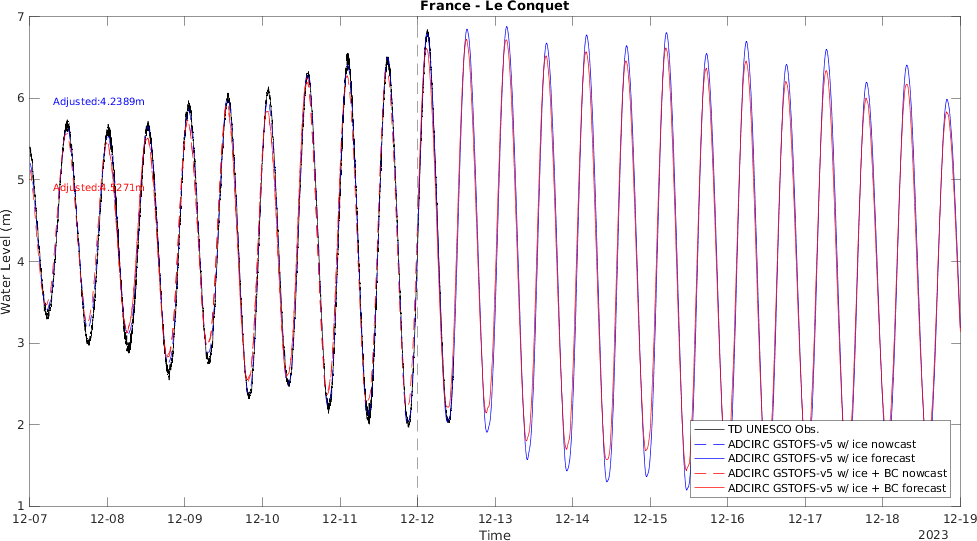 France - Le Conquet
7
6
5
4
3
2
1
Water Level (m)
Adjusted:4.2389m
Adjusted:4.5271m
TD UNESCO Obs.
ADCIRC GSTOFS-v5 w/ ice nowcast
ADCIRC GSTOFS-v5 w/ ice forecast
ADCIRC GSTOFS-v5 w/ ice + BC nowcast
ADCIRC GSTOFS-v5 w/ ice + BC forecast
12-07 12-08 12-09 12-10 12-11 12-12 12-13 12-14 12-15 12-16 12-17 12-18 12-19
Time
2023